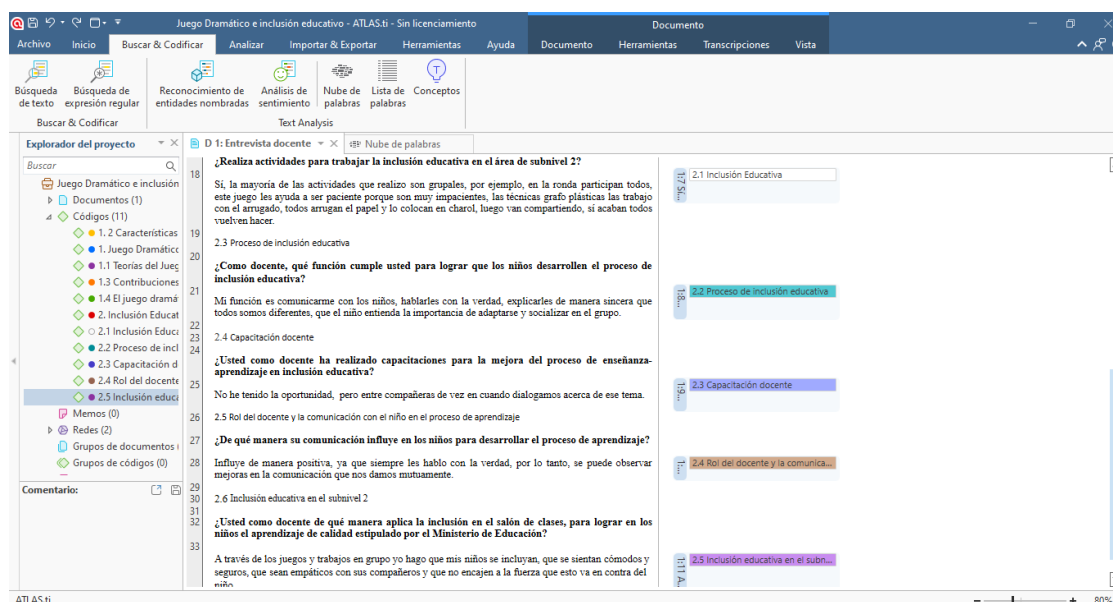 Juego Dramático e inclusión educativo - ATLAS.ti - Sin licenciamiento
Documento
Archivo Inicio Buscar & Codificar Analizar Importar & Exportar Herramientas Ayuda Documento Herramientas Transcripciones Vista
Búsqueda de texto
Búsqueda de expresión regular
Reconocimiento de entidades nombradas
Análisis de sentimiento
Nube de palabras
Lista de palabras
Conceptos
Buscar & Codificar
Text Analysis
Explorador del proyecto
Buscar
Juego Dramático e inclusión
Documentos (1)
Códigos (11)
1. 2 Características
1. Juego Dramátic
1.1 Teorías del Jueg
1.3 Contribuciones
1.4 El juego dramá
2. Inclusión Educat
2.1 Inclusión Educa
2.2 Proceso de incl
2.3 Capacitación d
2.4 Rol del docente
2.5 Inclusión educa
Memos (0)
Redes (2)
Grupos de documentos
Grupos de códigos (0)
Comentario:
D 1: Entrevista docente
Nube de palabras
¿Realiza actividades para trabajar la inclusión educativa en el área de subnivel 2?
18
Sí, la mayoría de las actividades que realizo son grupales, por ejemplo, en la ronda participan todos,
este juego les ayuda a ser paciente porque son muy impacientes, las técnicas grafo plásticas las trabajo
con el arrugado, todos arrugan el papel y lo colocan en charol, luego van compartiendo, sí acaban todos
vuelven hacer.
19
2.3 Proceso de inclusión educativa
20
¿Como docente, qué función cumple usted para lograr que los niños desarrollen el proceso de
inclusión educativa?
21
Mi función es comunicarme con los niños, hablarles con la verdad, explicarles de manera sincera que
todos somos diferentes, que el niño entienda la importancia de adaptarse y socializar en el grupo.
22
23 2.4 Capacitación docente
24
¿Usted como docente ha realizado capacitaciones para la mejora del proceso de enseñanza-
aprendizaje en inclusión educativa?
25
No he tenido la oportunidad, pero entre compañeras de vez en cuando dialogamos acerca de ese tema.
26 2.5 Rol del docente y la comunicación con el niño en el proceso de aprendizaje
27 ¿De qué manera su comunicación influye en los niños para desarrollar el proceso de aprendizaje?
28 Influye de manera positiva, ya que siempre les hablo con la verdad, por lo tanto, se puede observar
mejoras en la comunicación que nos damos mutuamente.
29
30 2.6 Inclusión educativa en el subnivel 2
31
32 ¿Usted como docente de qué manera aplica la inclusión en el salón de clases, para lograr en los
niños el aprendizaje de calidad estipulado por el Ministerio de Educación?
33
A través de los juegos y trabajos en grupo yo hago que mis niños se incluyan, que se sientan cómodos y
seguros, que sean empáticos con sus compañeros y que no encajen a la fuerza que esto va en contra del
niño
1:7 Sí...
2.1 Inclusión Educativa
1:8...
2.2 Proceso de inclusión educativa
1:9...
2.3 Capacitación docente
1:...
2.4 Rol del docente y la comunica...
1:11 A...
2.5 Inclusión educativa en el subn...
ATLAS.ti
80%